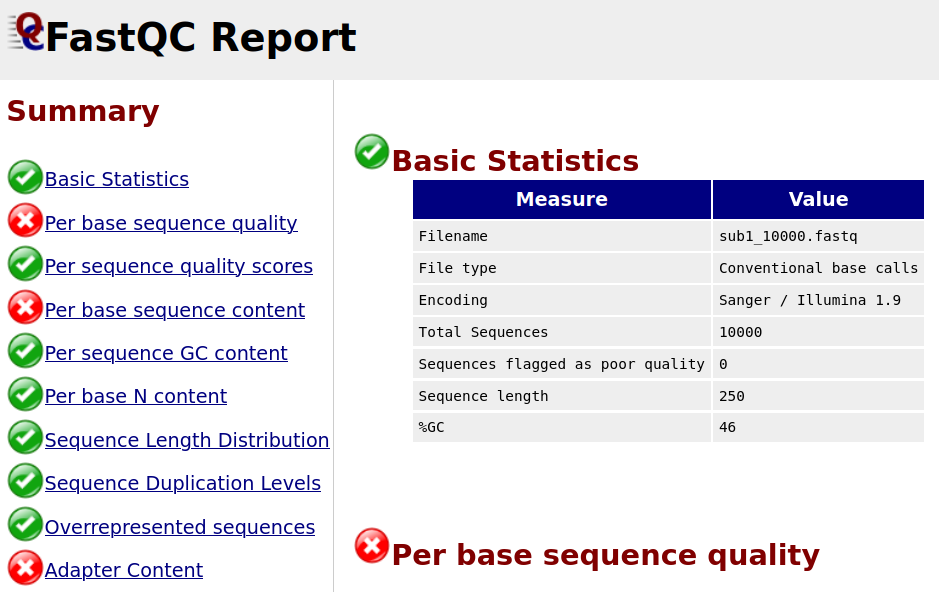 FastQC Report
Summary
Basic Statistics
Per base sequence quality
Per sequence quality scores
Per base sequence content
Per sequence GC content
Per base N content
Sequence Length Distribution
Sequence Duplication Levels
Overrepresented sequences
Adapter Content
Basic Statistics
Measure Value
Filename sub1_10000.fastq
File type Conventional base calls
Encoding Sanger / Illumina 1.9
Total Sequences 10000
Sequences flagged as poor quality 0
Sequence length 250
%GC 46
Per base sequence quality